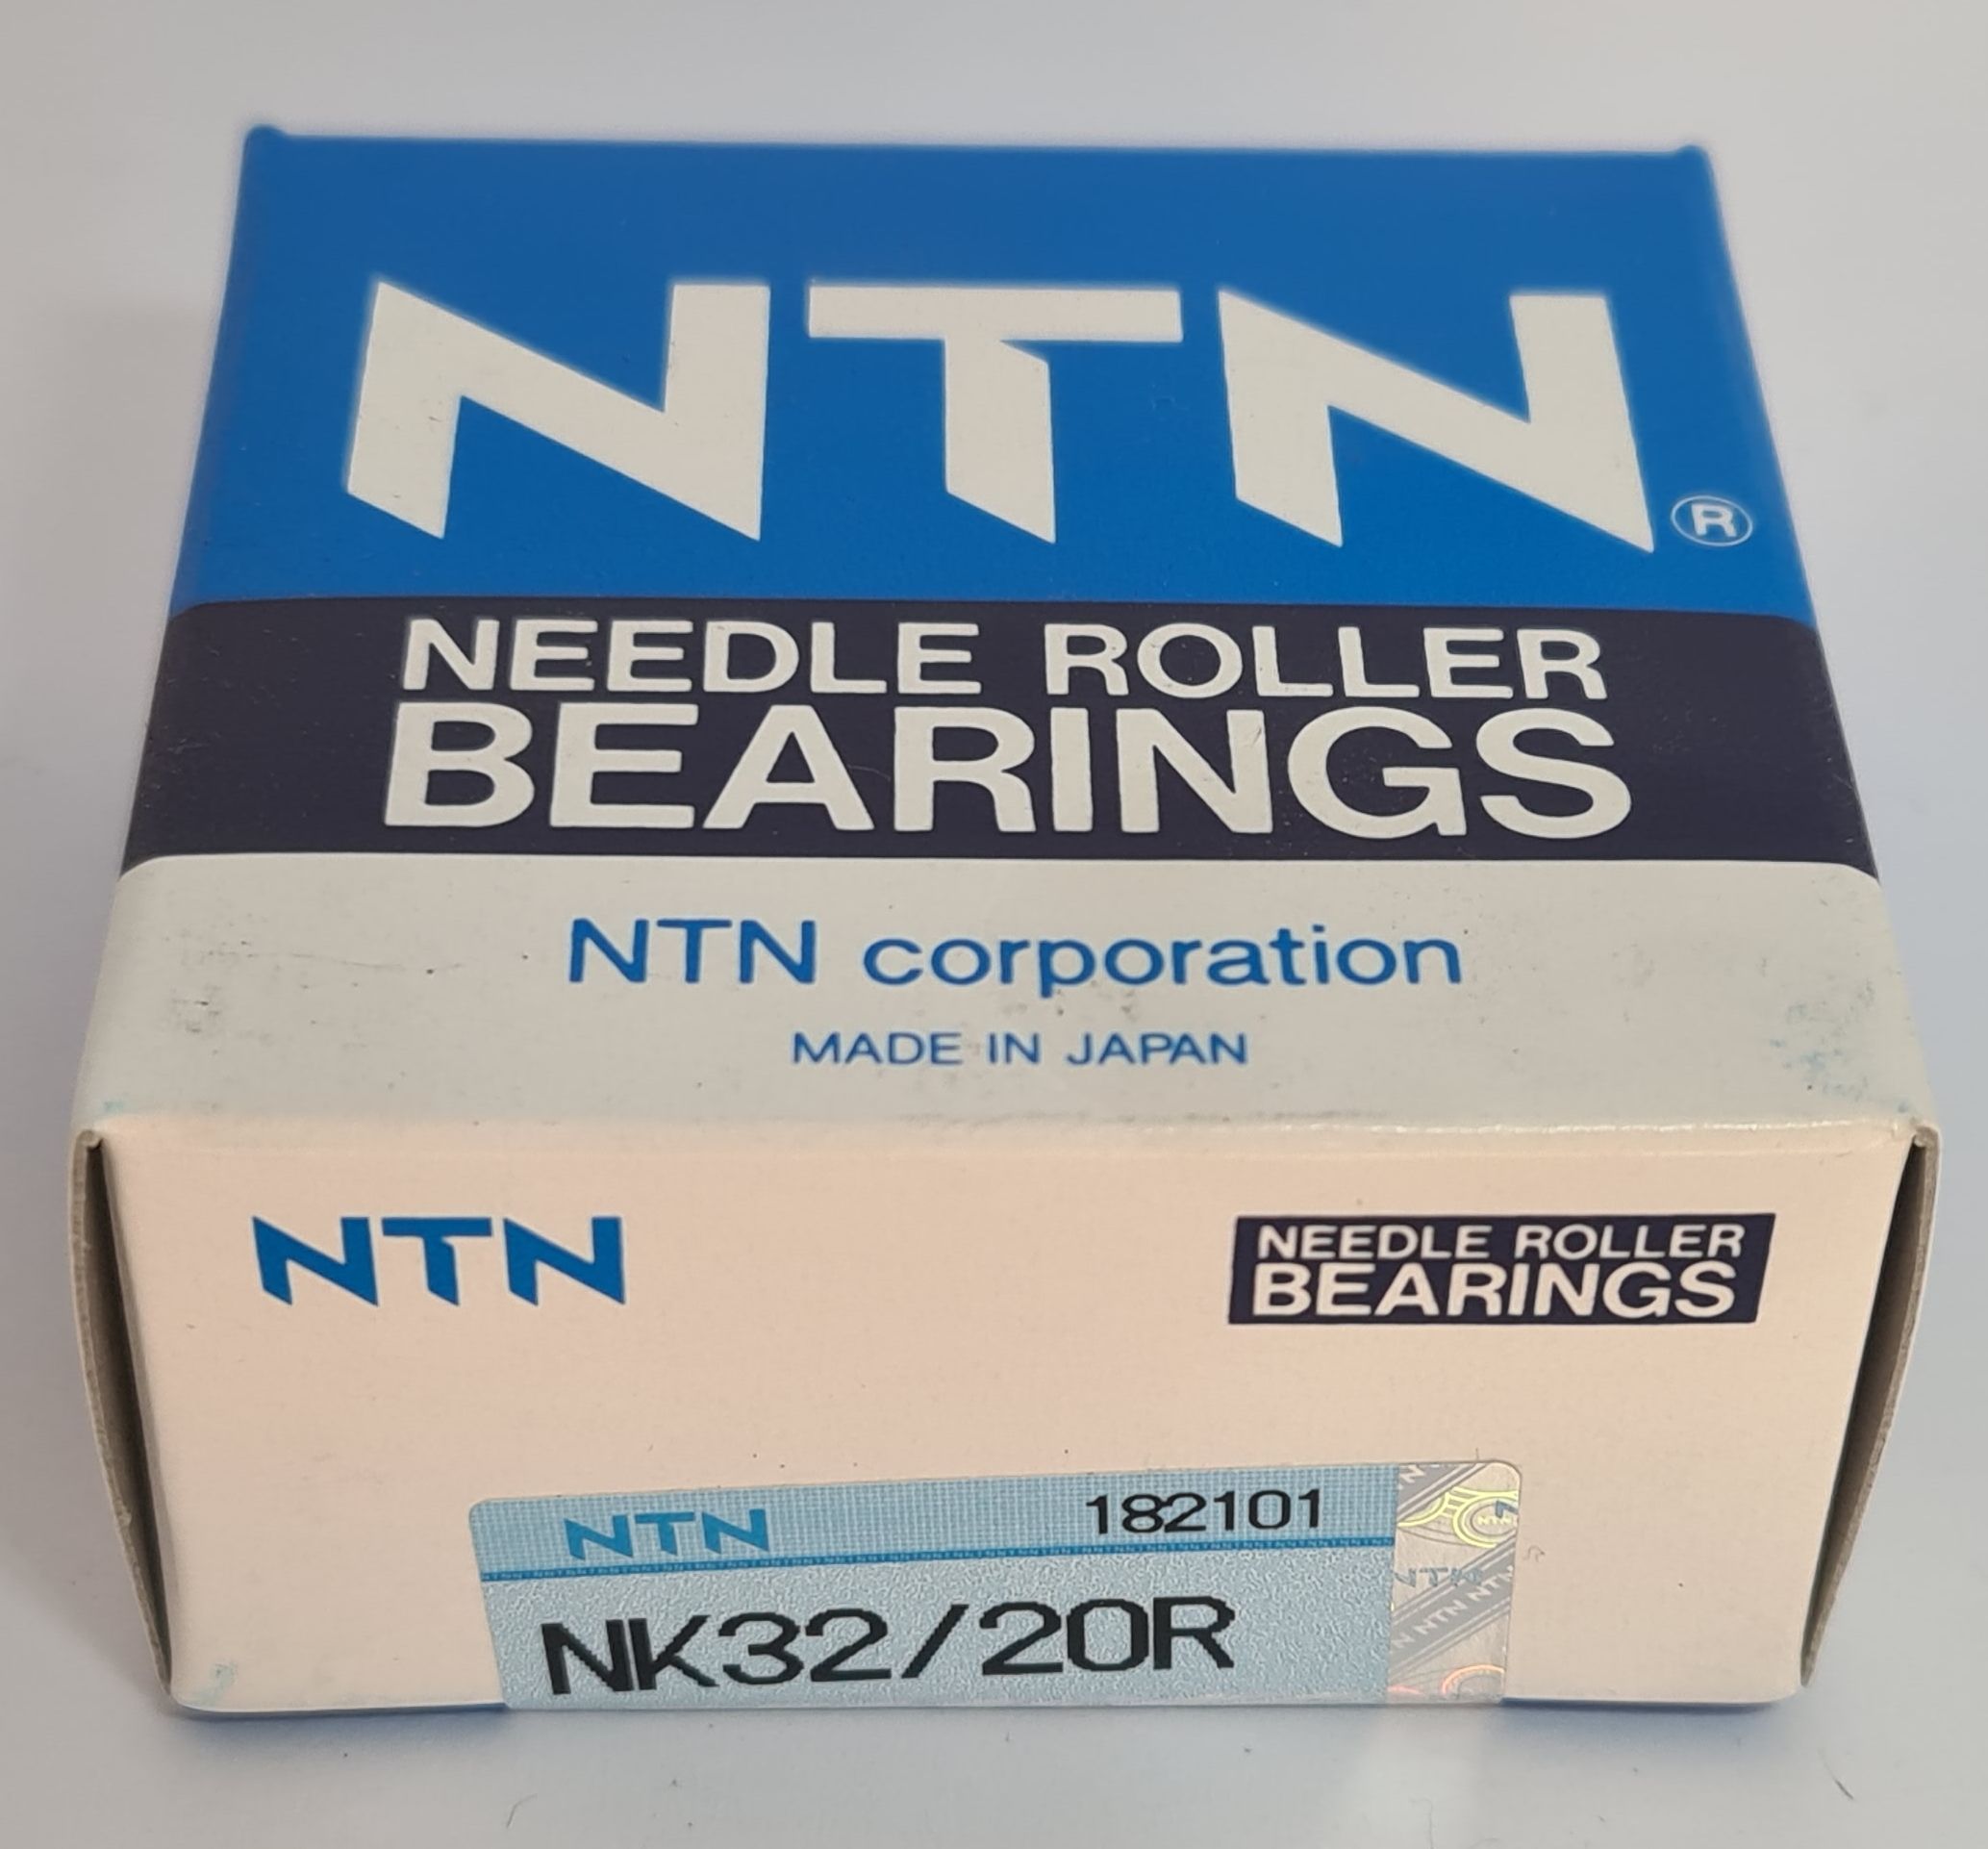 NTN®
NEEDLE ROLLER
BEARINGS
NTN corporation
MADE IN JAPAN
NTN
NEEDLE ROLLER
BEARINGS
NTN 182101
NK32/20R